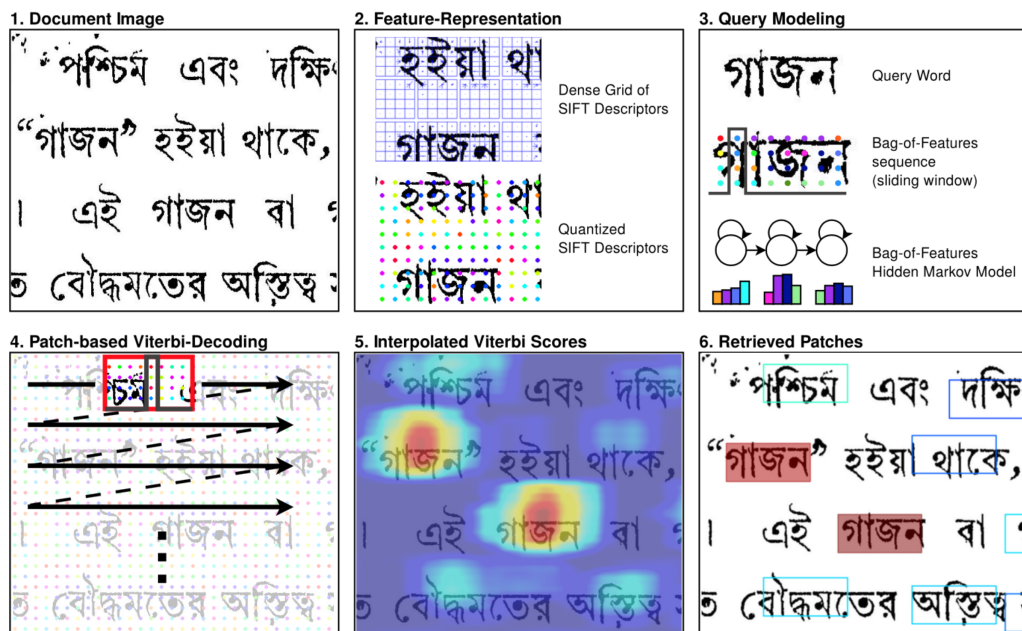 1. Document Image
পশ্চিম এবং দক্ষি
“গাজন” হইয়া থাকে,
। এই গাজন বা
ত বৌদ্ধমতের অস্তিত্ব
2. Feature-Representation
হইয়া থা
গাজন
Dense Grid of
SIFT Descriptors
হইয়া থা
গাজন
Quantized
SIFT Descriptors
3. Query Modeling
গাজন
Query Word
গাজন
Bag-of-Features
sequence
(sliding window)
Bag-of-Features
Hidden Markov Model
4. Patch-based Viterbi-Decoding
“গাজন” হইয়া থাকে,
। এই গাজন বা
ত বৌদ্ধমতের অস্তিত্ব
5. Interpolated Viterbi Scores
পশ্চিম এবং দক্ষি
“গাজন” হইয়া থাকে,
। এই গাজন বা
ত বৌদ্ধমতের অস্তিত্ব
6. Retrieved Patches
পশ্চিম এবং দক্ষি
“গাজন” হইয়া থাকে,
। এই গাজন বা
ত বৌদ্ধমতের অস্তিত্ব